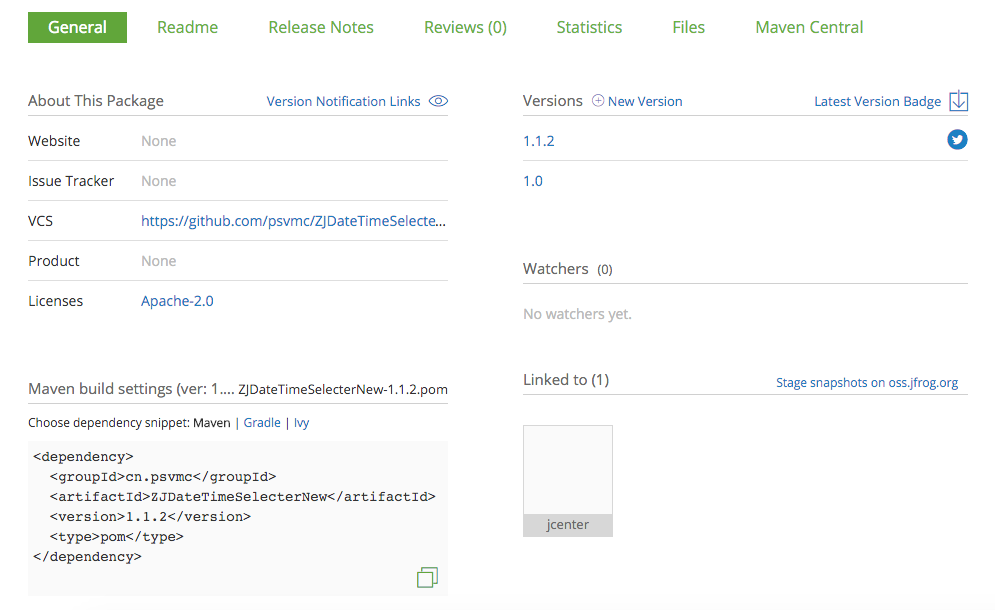 General Readme Release Notes Reviews (0) Statistics Files Maven Central
About This Package Version Notification Links
Website None
Issue Tracker None
VCS https://github.com/psvmc/ZJDateTimeSelecte...
Product None
Licenses Apache-2.0
Maven build settings (ver: 1.... ZJDateTimeSelecterNew-1.1.2.pom
Choose dependency snippet: Maven | Gradle | Ivy
<dependency>
  <groupId>cn.psvmc</groupId>
  <artifactId>ZJDateTimeSelecterNew</artifactId>
  <version>1.1.2</version>
  <type>pom</type>
</dependency>
Versions New Version Latest Version Badge
1.1.2
1.0
Watchers (0)
No watchers yet.
Linked to (1) Stage snapshots on oss.jfrog.org
jcenter